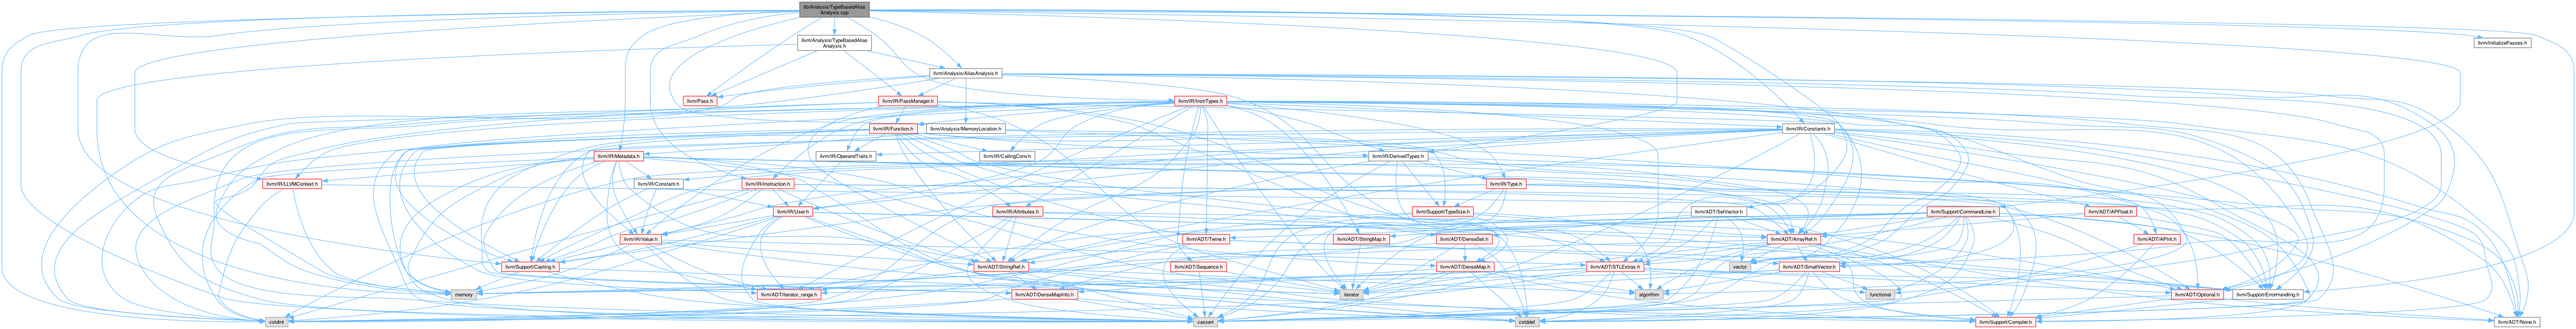 lib/Analysis/TypeBasedAlias
Analysis.cpp
llvm/Analysis/TypeBasedAlias
Analysis.h
llvm/InitializePasses.h
llvm/Analysis/AliasAnalysis.h
llvm/Pass.h
llvm/IR/PassManager.h
llvm/IR/InstrTypes.h
llvm/IR/Function.h
llvm/Analysis/MemoryLocation.h
llvm/IR/Constants.h
llvm/IR/Metadata.h
llvm/IR/OperandTraits.h
llvm/IR/CallingConv.h
llvm/IR/DerivedTypes.h
llvm/IR/LLVMContext.h
llvm/IR/Constant.h
llvm/IR/Instruction.h
llvm/IR/Type.h
llvm/IR/User.h
llvm/IR/Attributes.h
llvm/Support/TypeSize.h
llvm/ADT/SetVector.h
llvm/Support/CommandLine.h
llvm/ADT/APFloat.h
llvm/IR/Value.h
llvm/ADT/Twine.h
llvm/ADT/StringMap.h
llvm/ADT/DenseSet.h
llvm/ADT/ArrayRef.h
llvm/ADT/APInt.h
llvm/Support/Casting.h
llvm/ADT/StringRef.h
llvm/ADT/Sequence.h
llvm/ADT/DenseMap.h
llvm/ADT/STLExtras.h
vector
llvm/ADT/SmallVector.h
memory
llvm/ADT/iterator_range.h
llvm/ADT/DenseMapInfo.h
iterator
algorithm
functional
llvm/ADT/Optional.h
llvm/Support/ErrorHandling.h
cstdint
cassert
cstddef
llvm/Support/Compiler.h
llvm/ADT/None.h